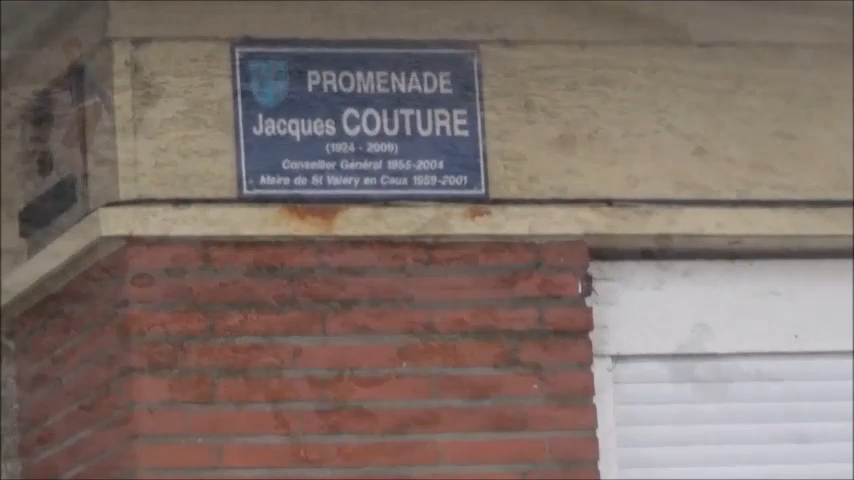 PROMENADE
Jacques COUTURE
(1924 - 2009)
Conseiller Général 1955-2004
Maire de St Valery en Caux 1959-2001